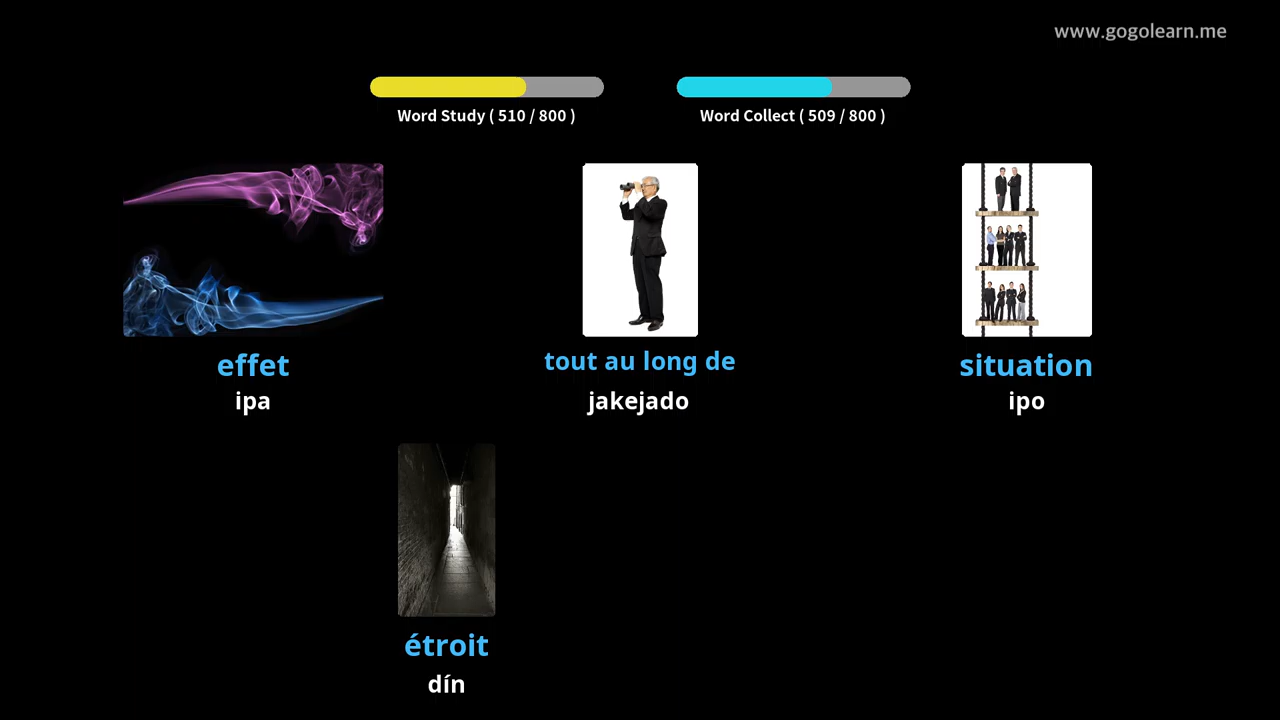 www.gogolearn.me
Word Study ( 510 / 800 )
Word Collect ( 509 / 800 )
effet
tout au long de
situation
ipa
jakejado
ipo
étroit
dín